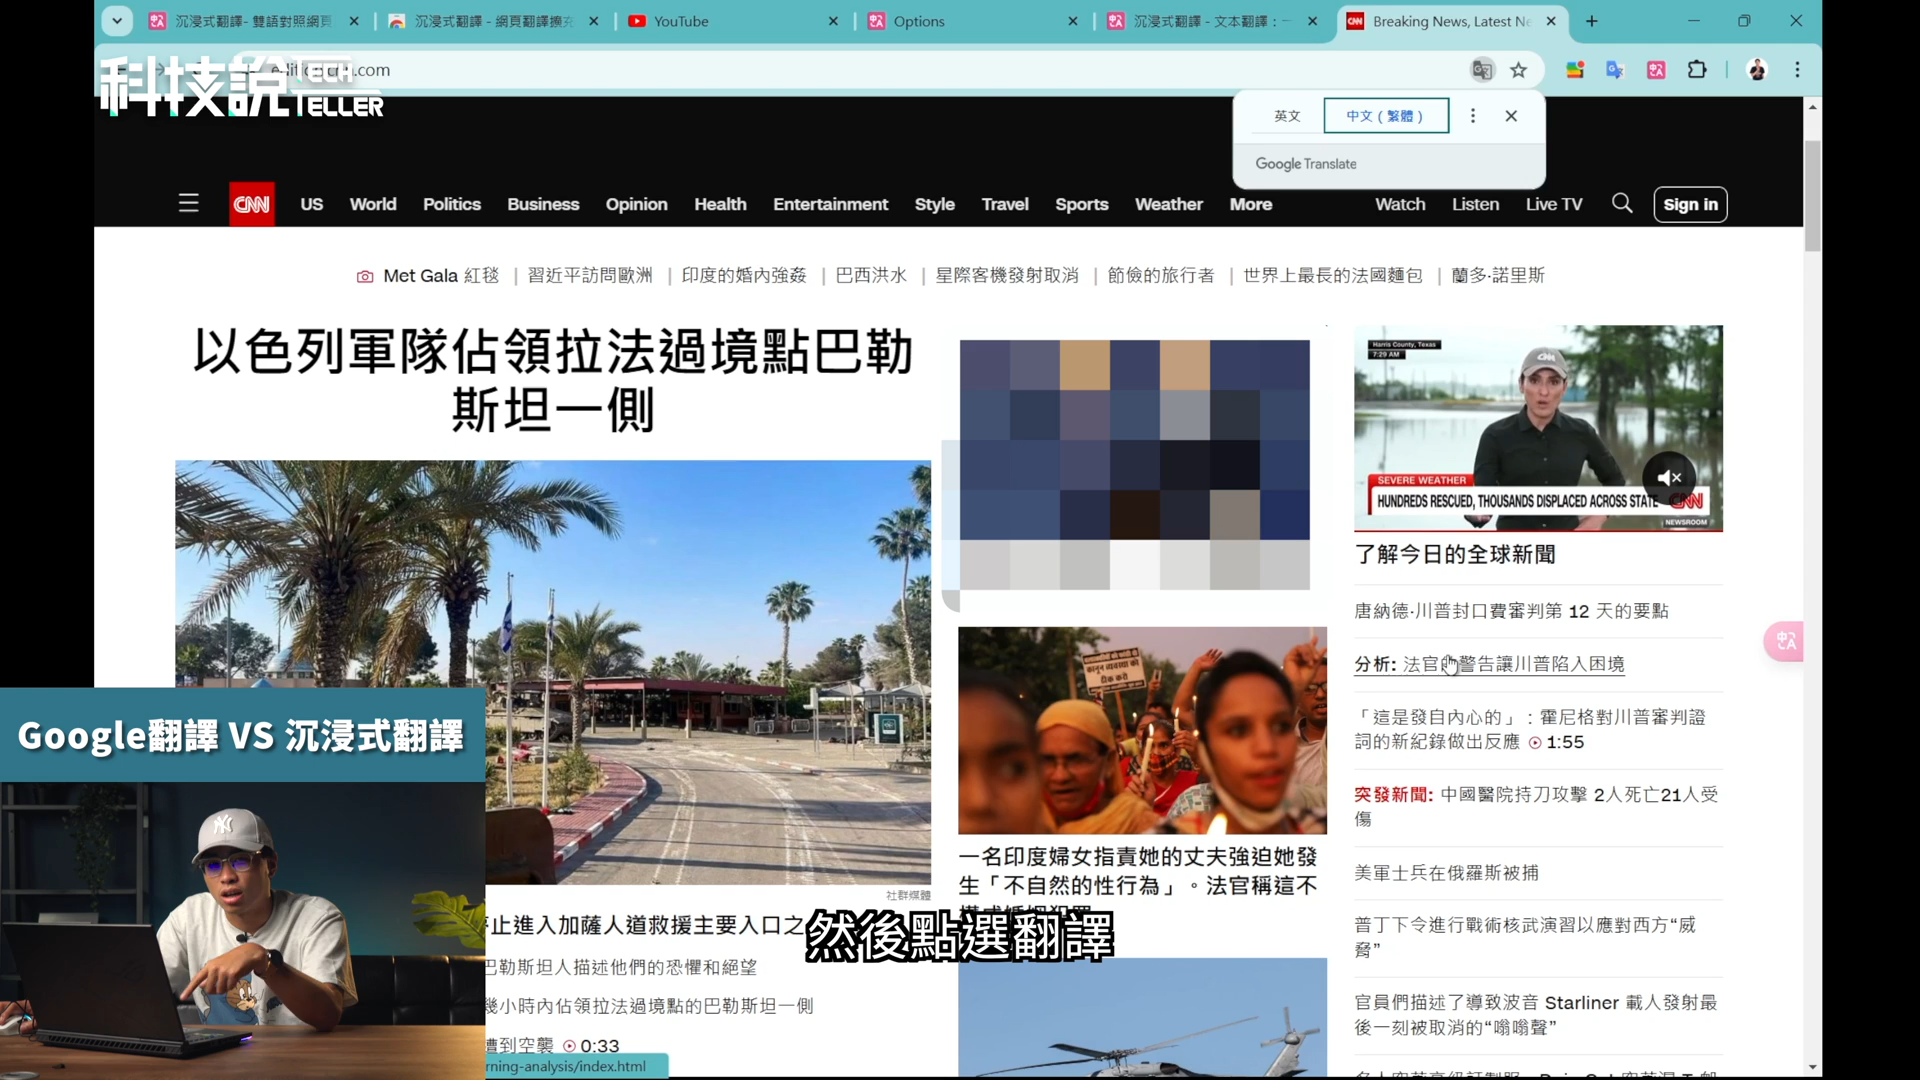 沉浸式翻譯- 雙語對照網頁
沉浸式翻譯 - 網頁翻譯擴充
YouTube
Options
沉浸式翻譯 - 文本翻譯：一
Breaking News, Latest Ne
科技說 TECH TELLER
英文
中文（繁體）
Google Translate
CNN
US
World
Politics
Business
Opinion
Health
Entertainment
Style
Travel
Sports
Weather
More
Watch
Listen
Live TV
Sign in
Met Gala 紅毯
習近平訪問歐洲
印度的婚內強姦
巴西洪水
星際客機發射取消
節儉的旅行者
世界上最長的法國麵包
蘭多·諾里斯
以色列軍隊佔領拉法過境點巴勒
斯坦一側
社群媒體
止進入加薩人道救援主要入口之
巴勒斯坦人描述他們的恐懼和絕望
幾小時內佔領拉法過境點的巴勒斯坦一側
遭到空襲 0:33
rning-analysis/index.html
一名印度婦女指責她的丈夫強迫她發
生「不自然的性行為」。法官稱這不
Harris County, Texas
7:29 AM
SEVERE WEATHER
HUNDREDS RESCUED, THOUSANDS DISPLACED ACROSS STATE
CNN
NEWSROOM
了解今日的全球新聞
唐納德·川普封口費審判第 12 天的要點
分析: 法官的警告讓川普陷入困境
「這是發自內心的」：霍尼格對川普審判證
詞的新紀錄做出反應 1:55
突發新聞: 中國醫院持刀攻擊 2人死亡21人受
傷
美軍士兵在俄羅斯被捕
普丁下令進行戰術核武演習以應對西方“威
脅”
官員們描述了導致波音 Starliner 載人發射最
後一刻被取消的“嗡嗡聲”
Google翻譯 VS 沉浸式翻譯
然後點選翻譯